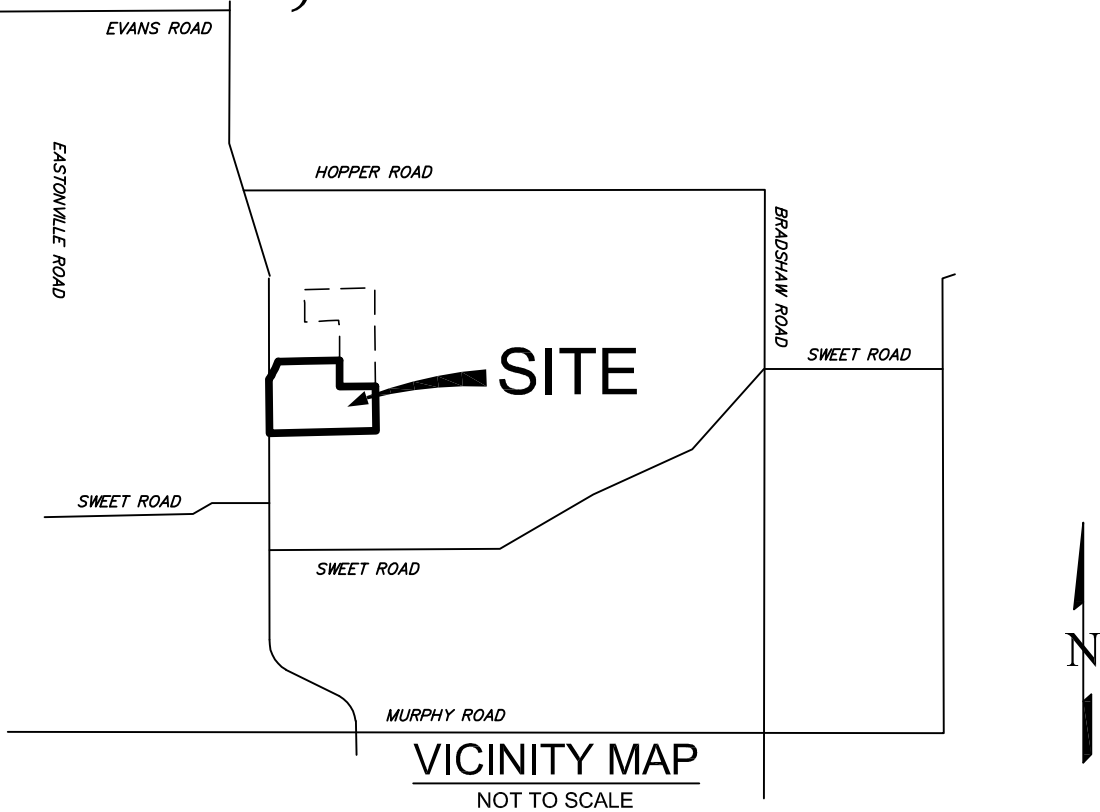 EVANS ROAD
EASTONVILLE ROAD
HOPPER ROAD
BRADSHAW ROAD
SWEET ROAD
SITE
SWEET ROAD
SWEET ROAD
N
MURPHY ROAD
VICINITY MAP
NOT TO SCALE